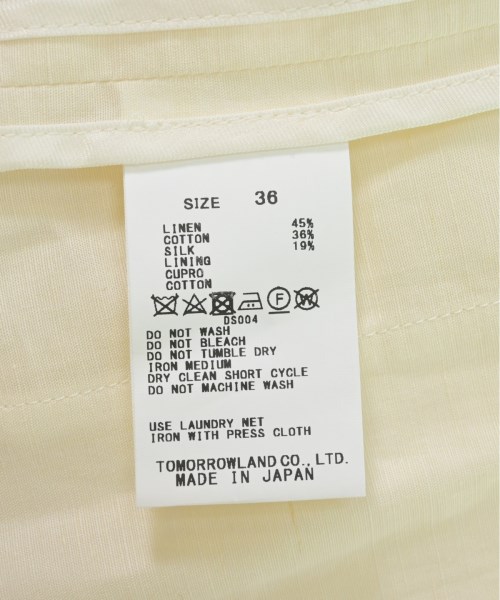 SIZE 36
LINEN 45%
COTTON 36%
SILK 19%
LINING
CUPRO
COTTON
F W
DS004
DO NOT WASH
DO NOT BLEACH
DO NOT TUMBLE DRY
IRON MEDIUM
DRY CLEAN SHORT CYCLE
DO NOT MACHINE WASH
USE LAUNDRY NET
IRON WITH PRESS CLOTH
TOMORROWLAND CO., LTD.
MADE IN JAPAN